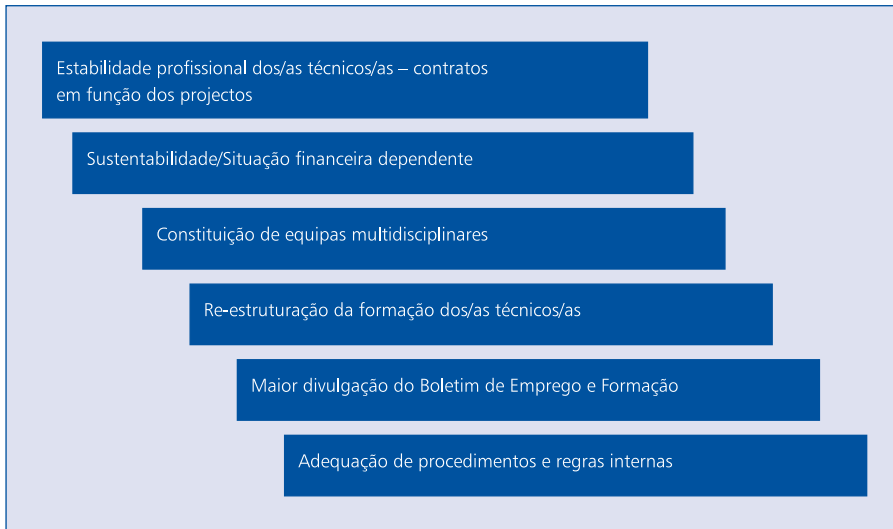 Estabilidade profissional dos/as técnicos/as – contratos
em função dos projectos
Sustentabilidade/Situação financeira dependente
Constituição de equipas multidisciplinares
Re-estruturação da formação dos/as técnicos/as
Maior divulgação do Boletim de Emprego e Formação
Adequação de procedimentos e regras internas